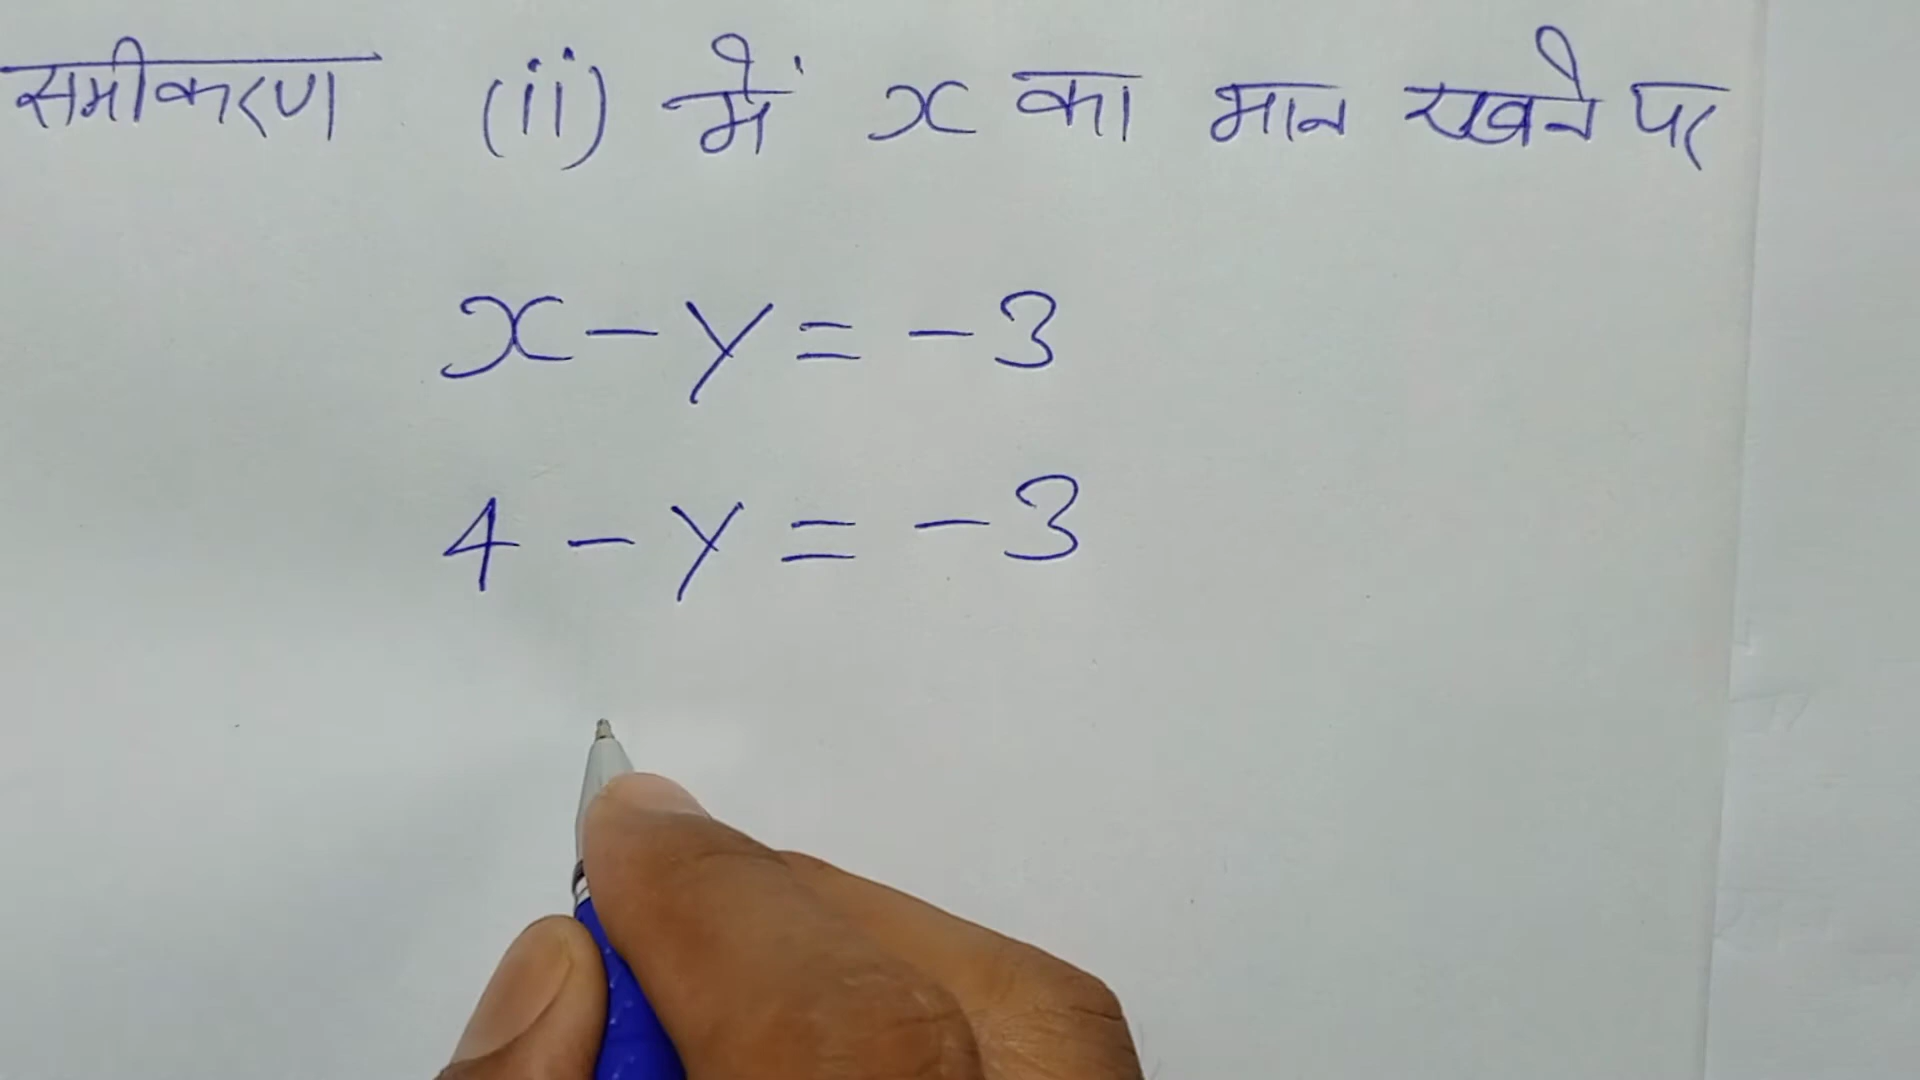 समीकरण (ii) में x का मान रखने पर
x - y = - 3
4 - y = - 3